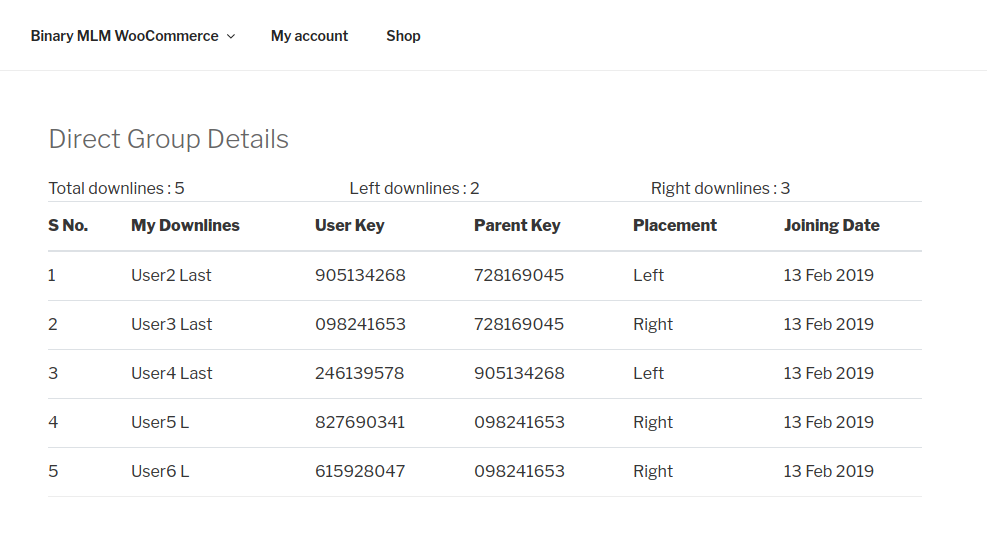 Binary MLM WooCommerce My account Shop
Direct Group Details
Total downlines : 5 Left downlines : 2 Right downlines : 3
S No. My Downlines User Key Parent Key Placement Joining Date
1 User2 Last 905134268 728169045 Left 13 Feb 2019
2 User3 Last 098241653 728169045 Right 13 Feb 2019
3 User4 Last 246139578 905134268 Left 13 Feb 2019
4 User5 L 827690341 098241653 Right 13 Feb 2019
5 User6 L 615928047 098241653 Right 13 Feb 2019